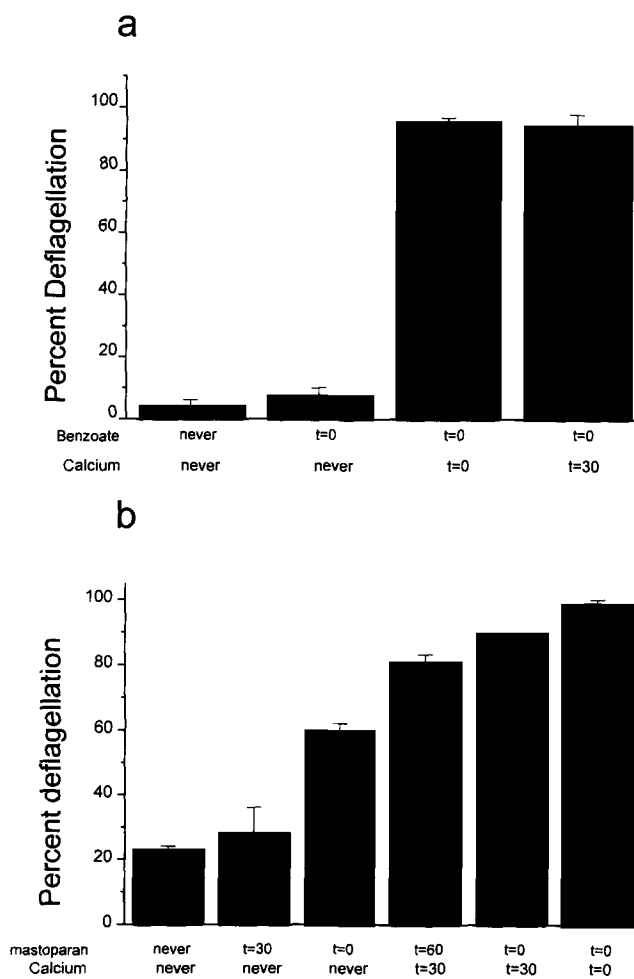 a
Percent Deflagellation
100
80
60
40
20
0
Benzoate never t=0 t=0 t=0
Calcium never never t=0 t=30
b
Percent deflagellation
100
80
60
40
20
0
mastoparan never t=30 t=0 t=60 t=0 t=0
Calcium never never never t=30 t=30 t=0